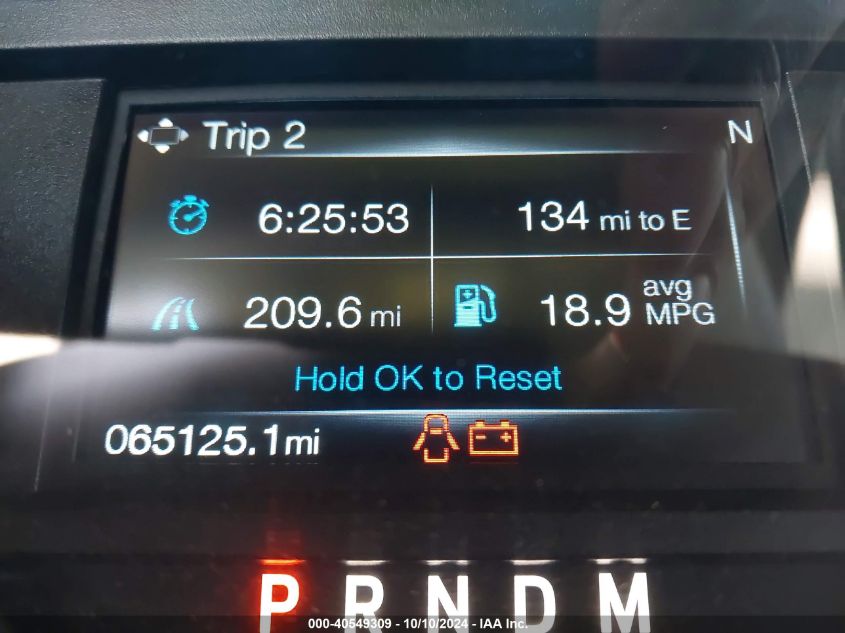 Trip 2 N
6:25:53 134 mi to E
209.6 mi 18.9 avg MPG
Hold OK to Reset
065125.1mi
P R N D M
000-40549309 - 10/10/2024 - IAA Inc.